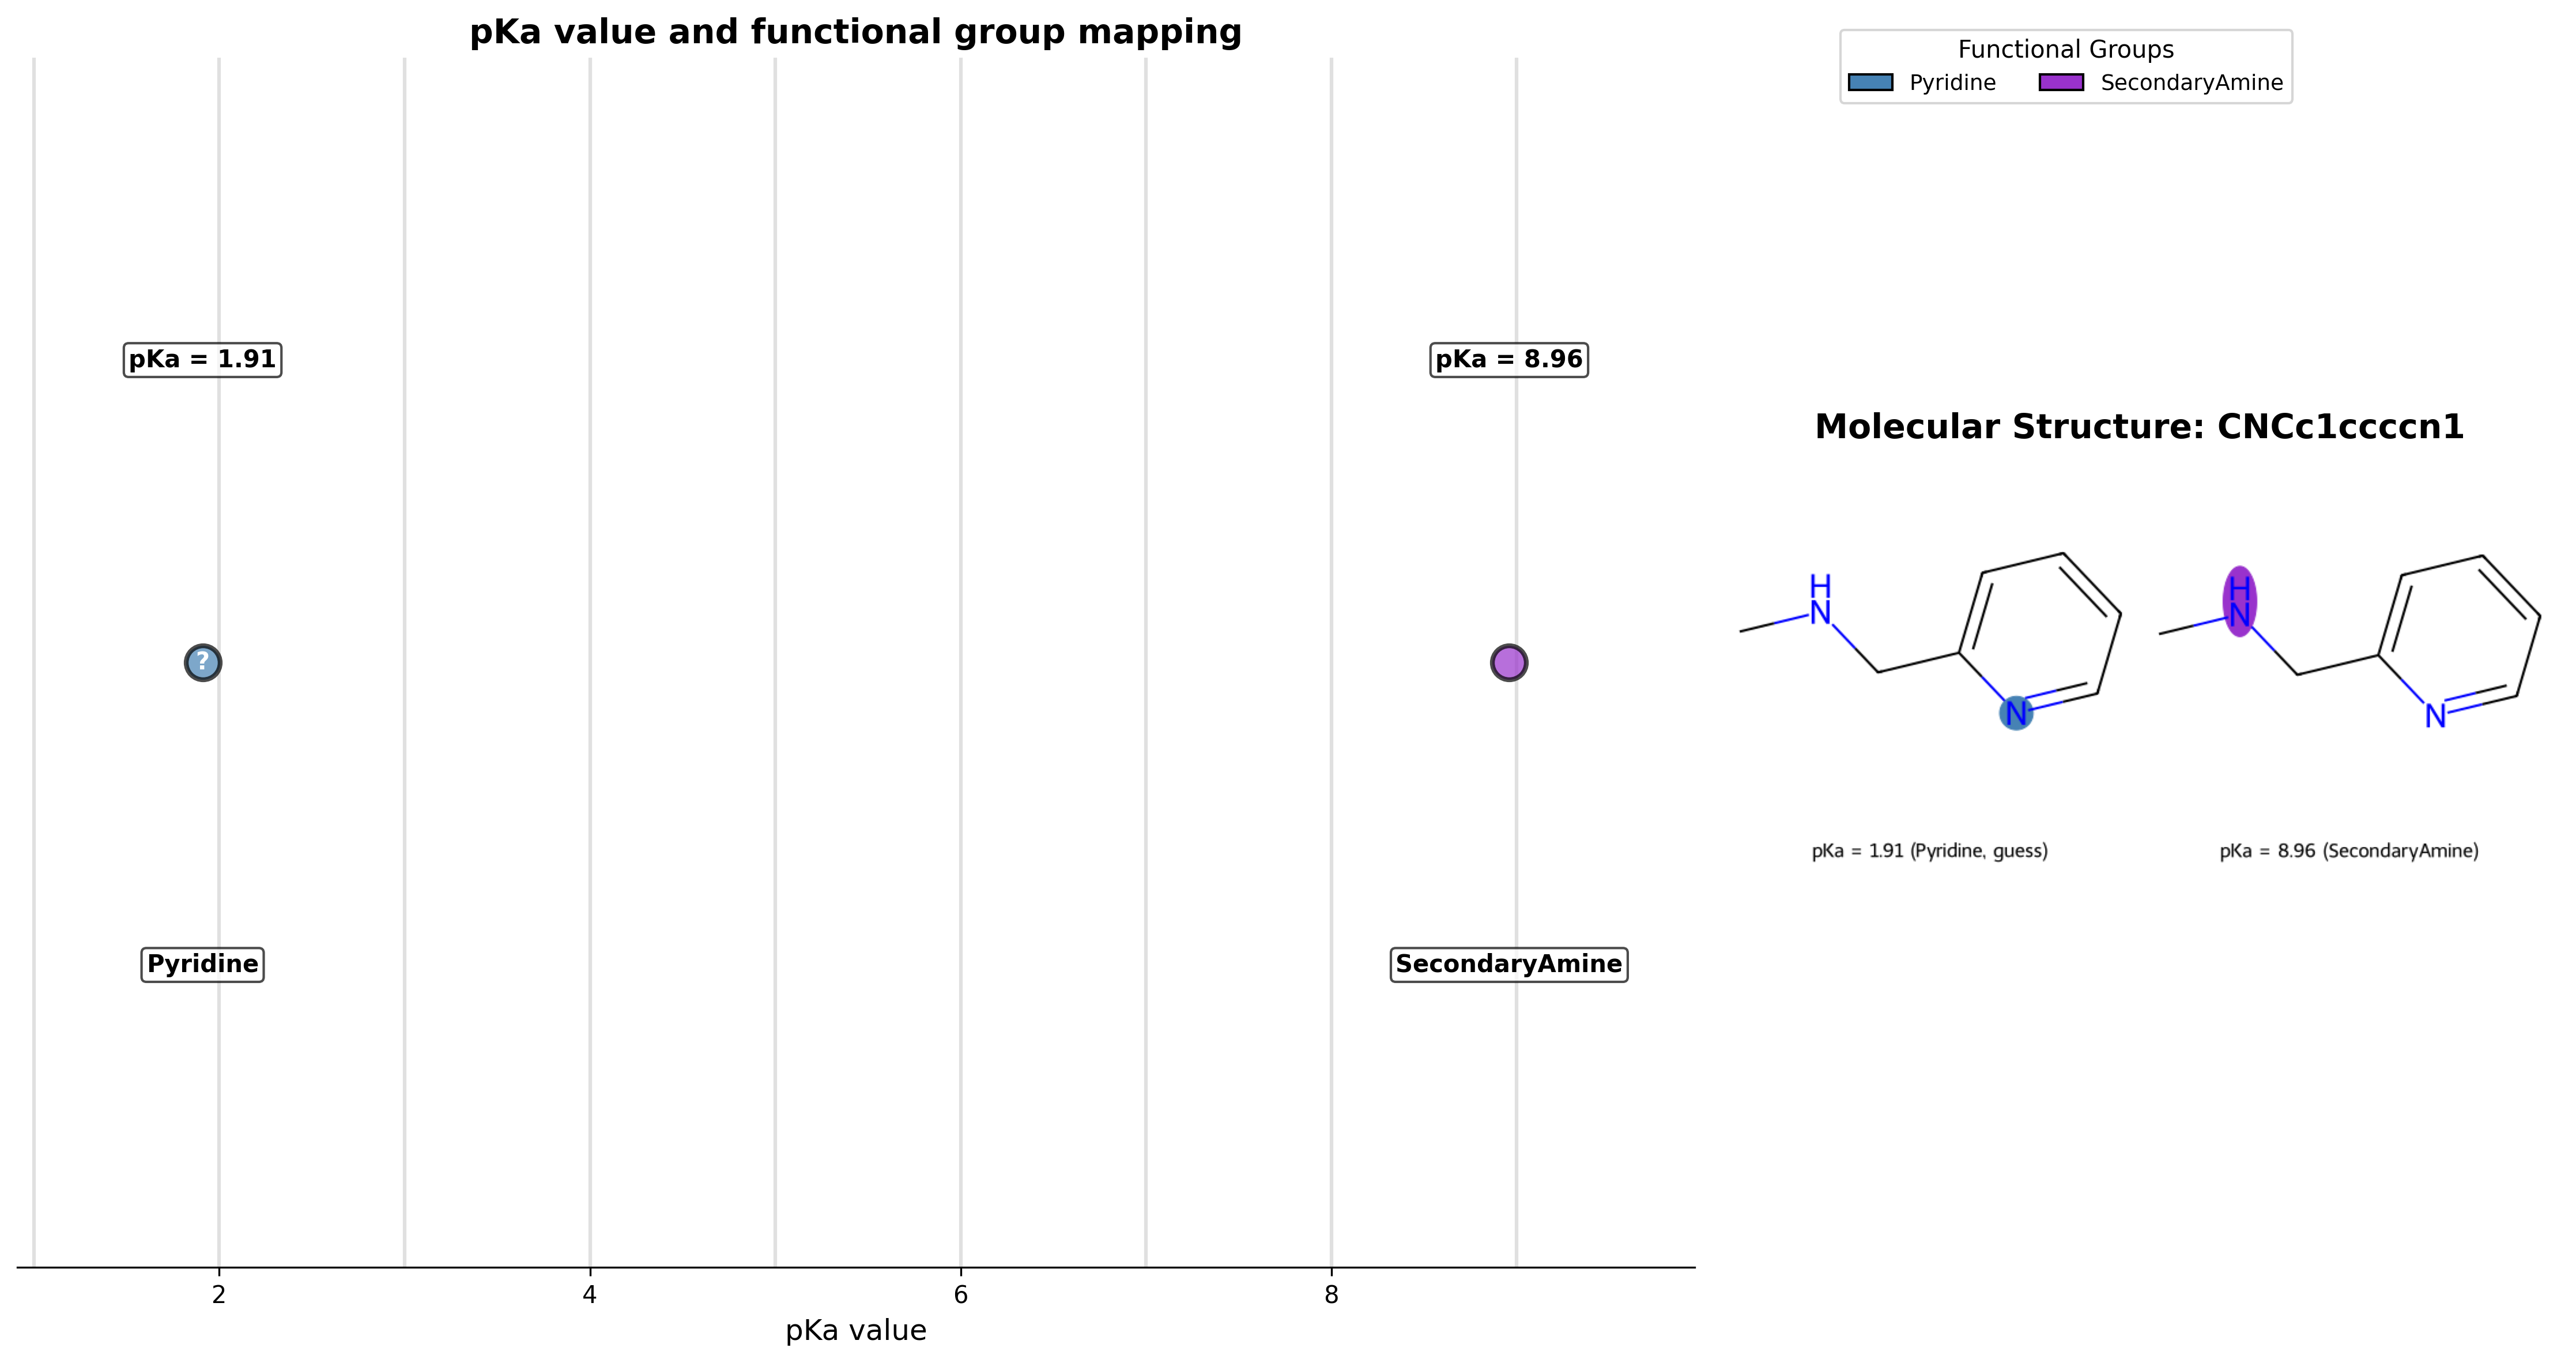 pKa value and functional group mapping
pKa = 1.91
pKa = 8.96
?
Pyridine
SecondaryAmine
2
4
6
8
pKa value
Functional Groups
Pyridine
SecondaryAmine
Molecular Structure: CNCc1ccccn1
H
N
N
pKa = 1.91 (Pyridine, guess)
H
N
N
pKa = 8.96 (SecondaryAmine)